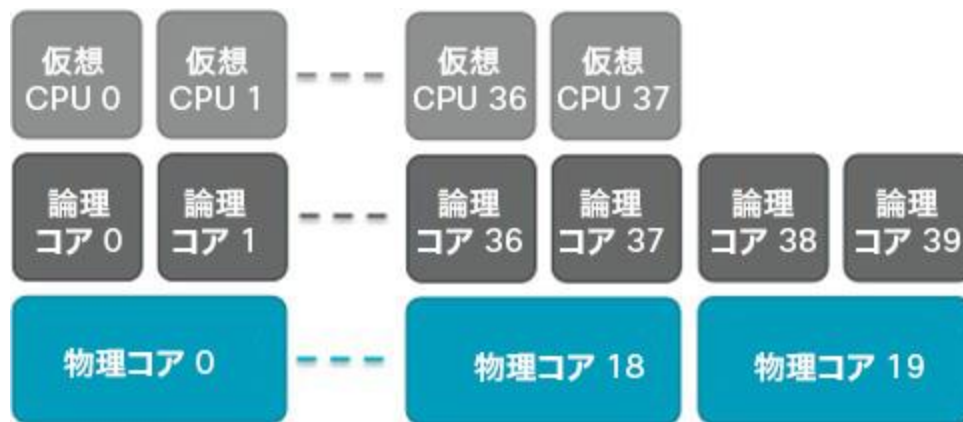 仮想
CPU 0
仮想
CPU 1
仮想
CPU 36
仮想
CPU 37
論理
コア 0
論理
コア 1
論理
コア 36
論理
コア 37
論理
コア 38
論理
コア 39
物理コア 0
物理コア 18
物理コア 19